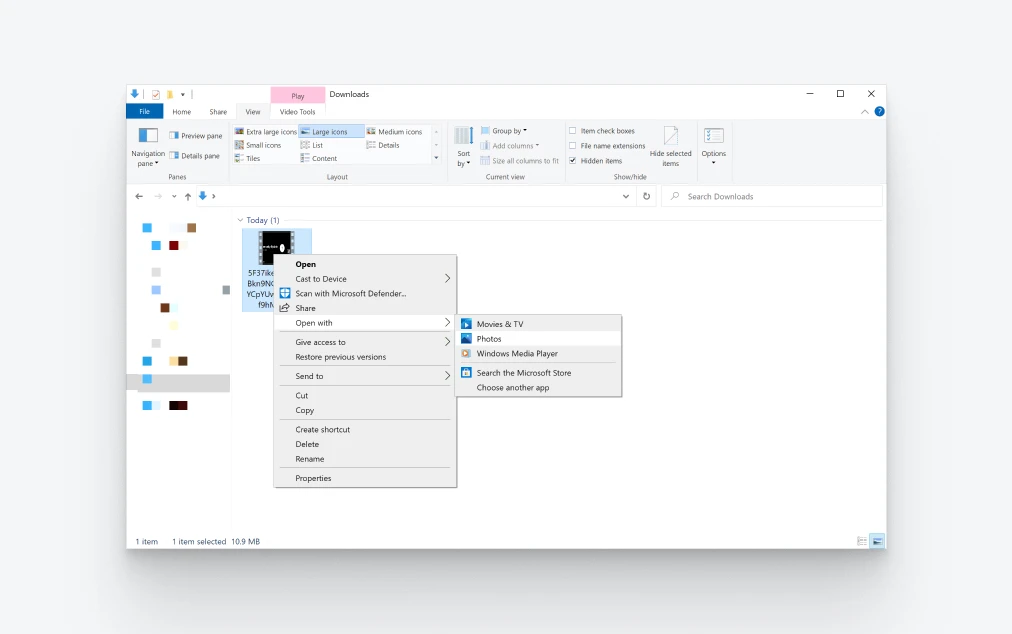 Play
Downloads
File
Home
Share
View
Video Tools
Navigation
pane
Preview pane
Details pane
Panes
Extra large icons
Large icons
Medium icons
Small icons
List
Details
Tiles
Content
Layout
Sort
by
Group by
Add columns
Size all columns to fit
Current view
Item check boxes
File name extensions
Hidden items
Hide selected
items
Show/hide
Options
Search Downloads
Today (1)
Open
Cast to Device
Scan with Microsoft Defender...
Share
Open with
Give access to
Restore previous versions
Send to
Cut
Copy
Create shortcut
Delete
Rename
Properties
Movies & TV
Photos
Windows Media Player
Search the Microsoft Store
Choose another app
1 item
1 item selected 10.9 MB